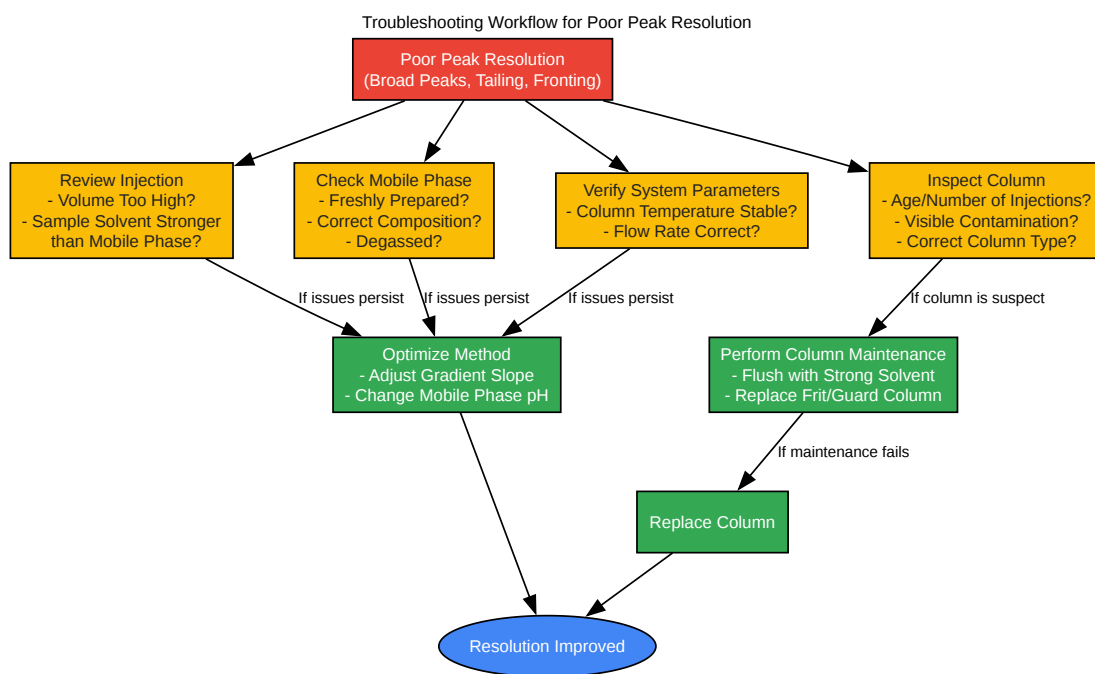 Troubleshooting Workflow for Poor Peak Resolution
Poor Peak Resolution
(Broad Peaks, Tailing, Fronting)
Review Injection
- Volume Too High?
- Sample Solvent Stronger
than Mobile Phase?
Check Mobile Phase
- Freshly Prepared?
- Correct Composition?
- Degassed?
Verify System Parameters
- Column Temperature Stable?
- Flow Rate Correct?
Inspect Column
- Age/Number of Injections?
- Visible Contamination?
- Correct Column Type?
If issues persist
If issues persist
If issues persist
If column is suspect
Optimize Method
- Adjust Gradient Slope
- Change Mobile Phase pH
Perform Column Maintenance
- Flush with Strong Solvent
- Replace Frit/Guard Column
If maintenance fails
Replace Column
Resolution Improved